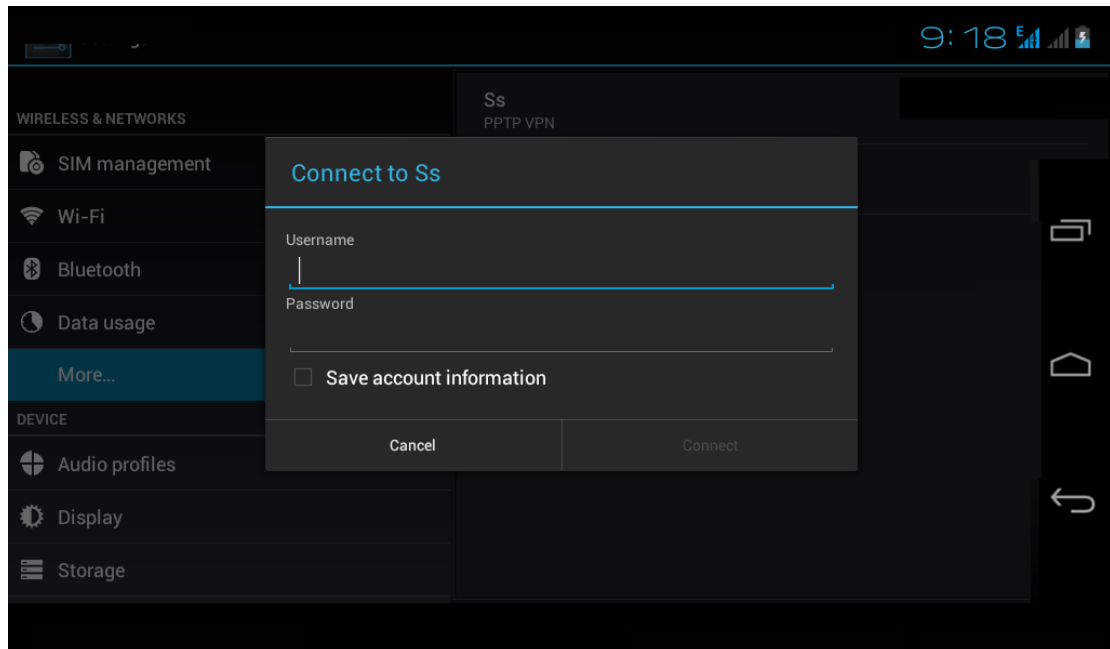 9:18 E
WIRELESS & NETWORKS
SIM management
Wi-Fi
Bluetooth
Data usage
More...
DEVICE
Audio profiles
Display
Storage
Ss
PPTP VPN
Connect to Ss
Username
Password
Save account information
Cancel
Connect